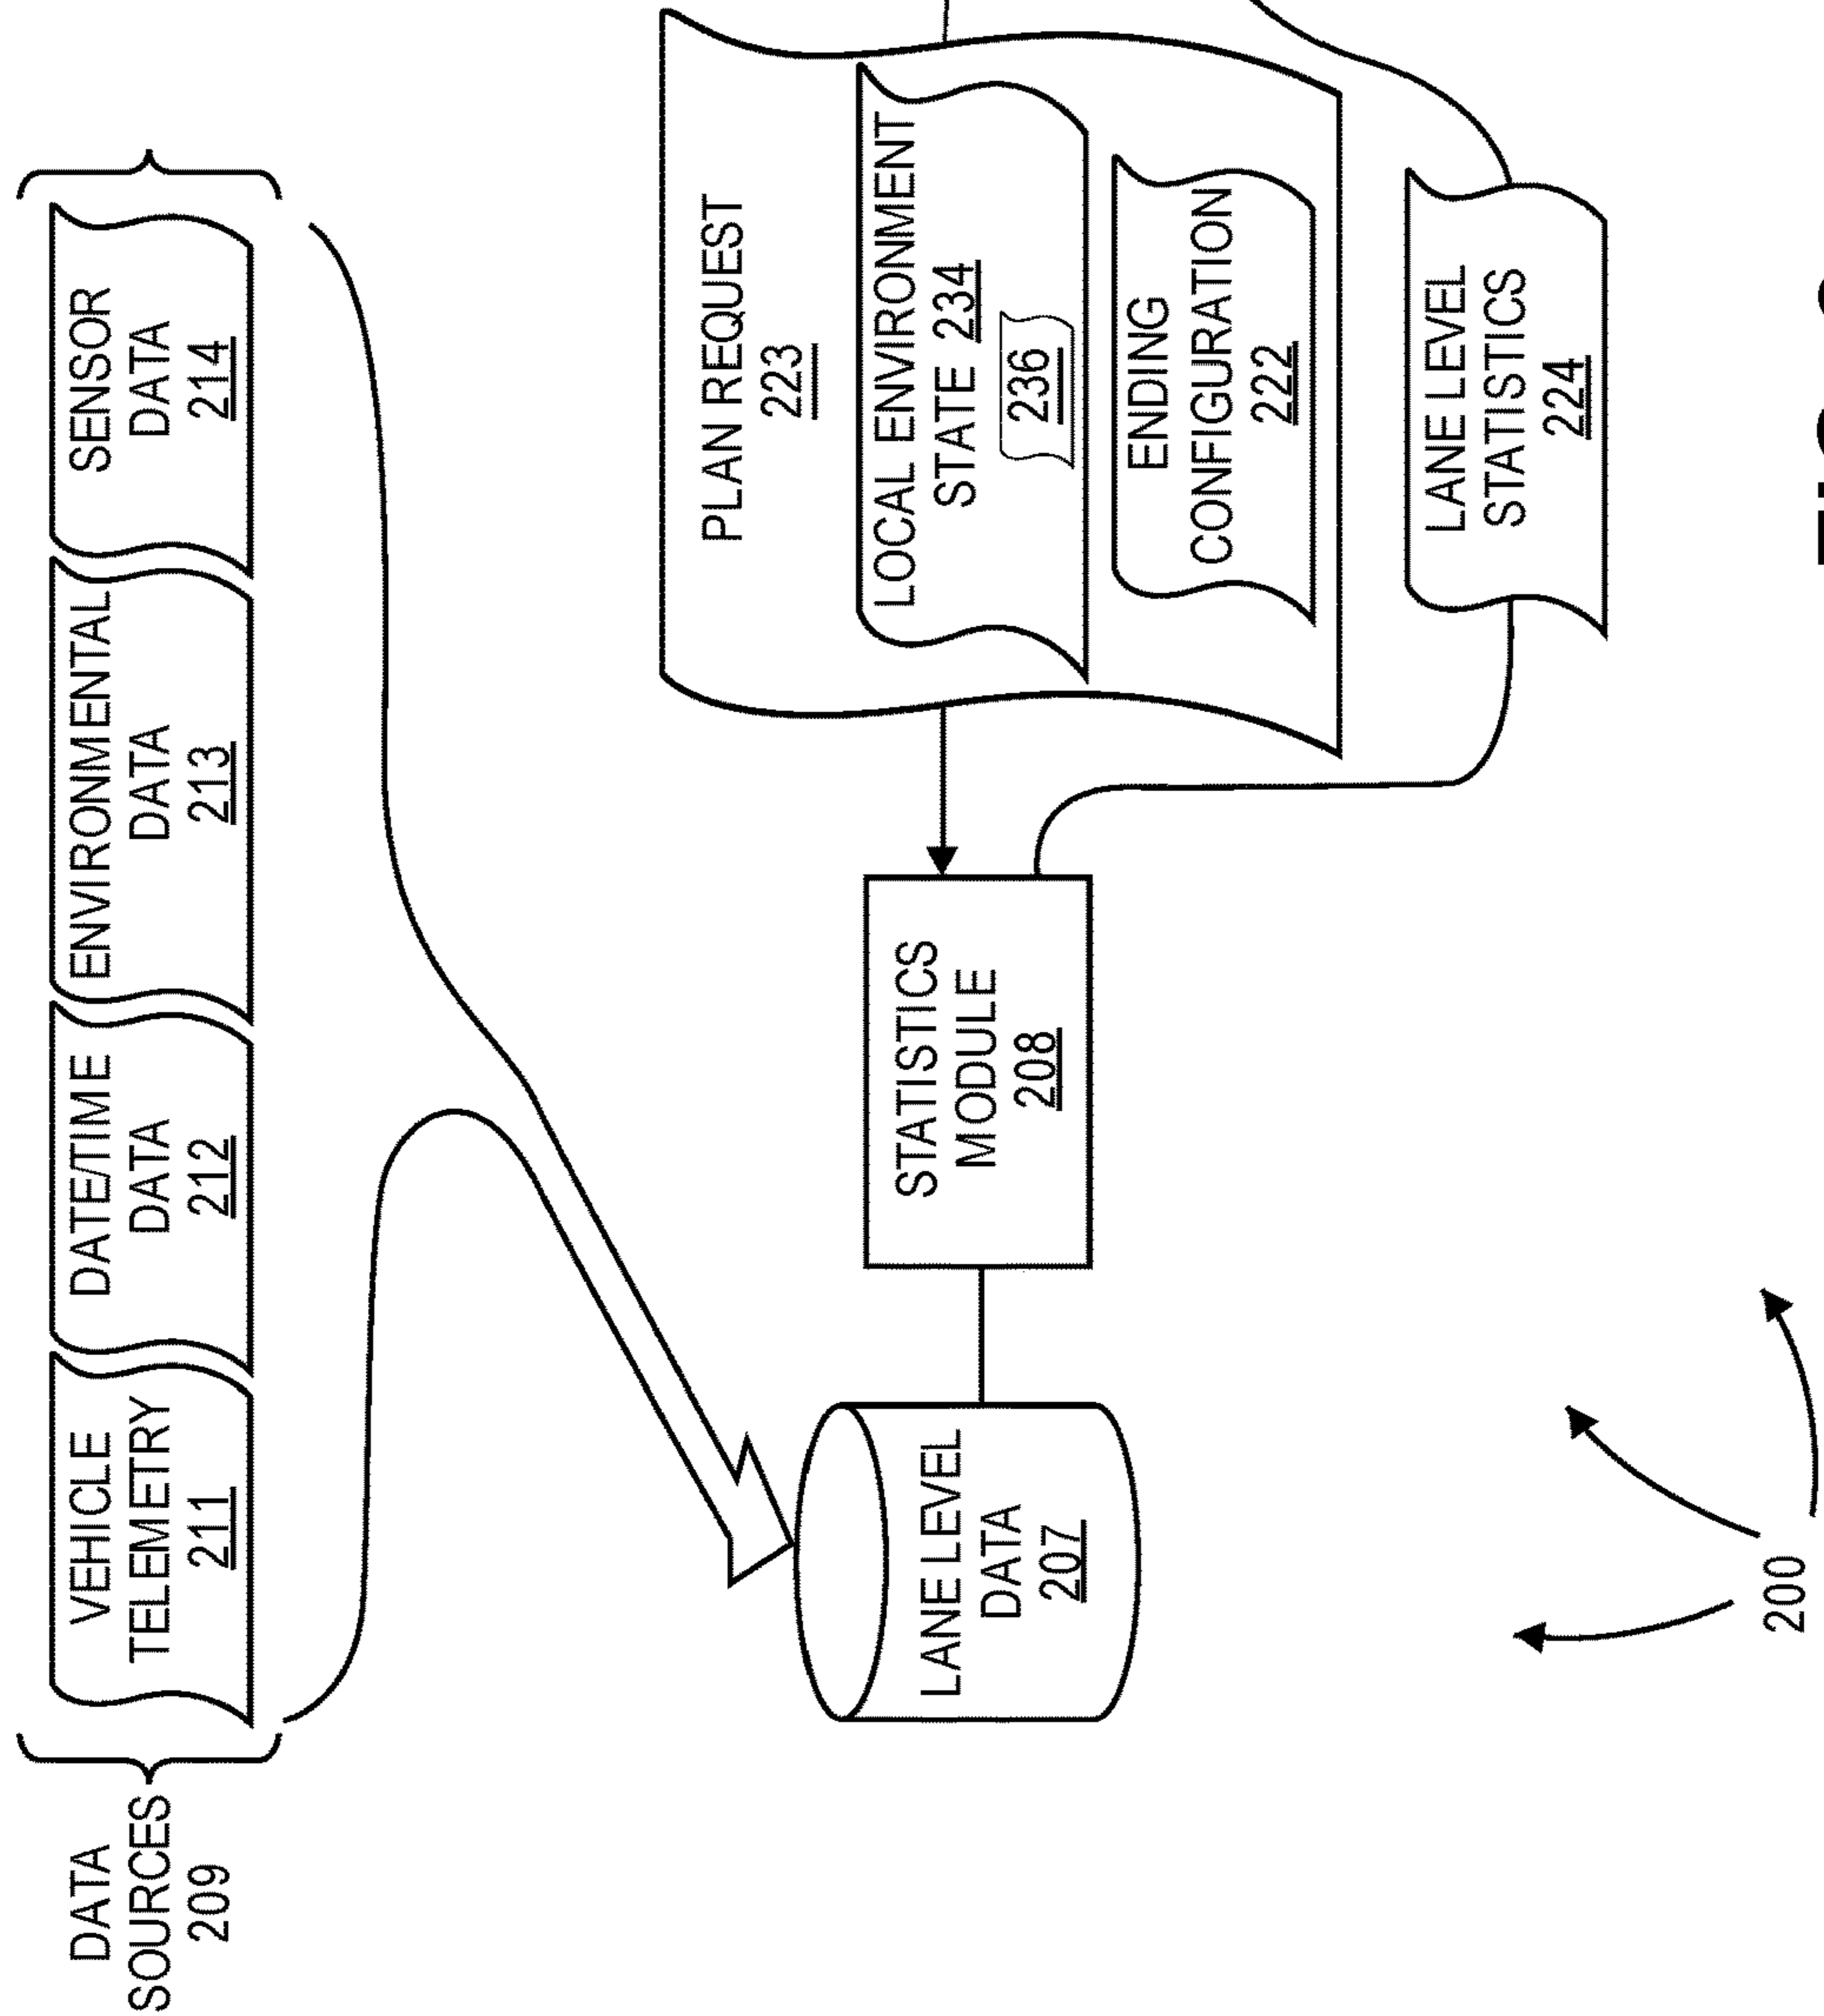 DATA
SOURCES
209
VEHICLE
TELEMETRY
211
DATE/TIME
DATA
212
ENVIRONMENTAL
DATA
213
SENSOR
DATA
214
LANE LEVEL
DATA
207
STATISTICS
MODULE
208
PLAN REQUEST
223
LOCAL ENVIRONMENT
STATE 234
236
ENDING
CONFIGURATION
222
LANE LEVEL
STATISTICS
224
200